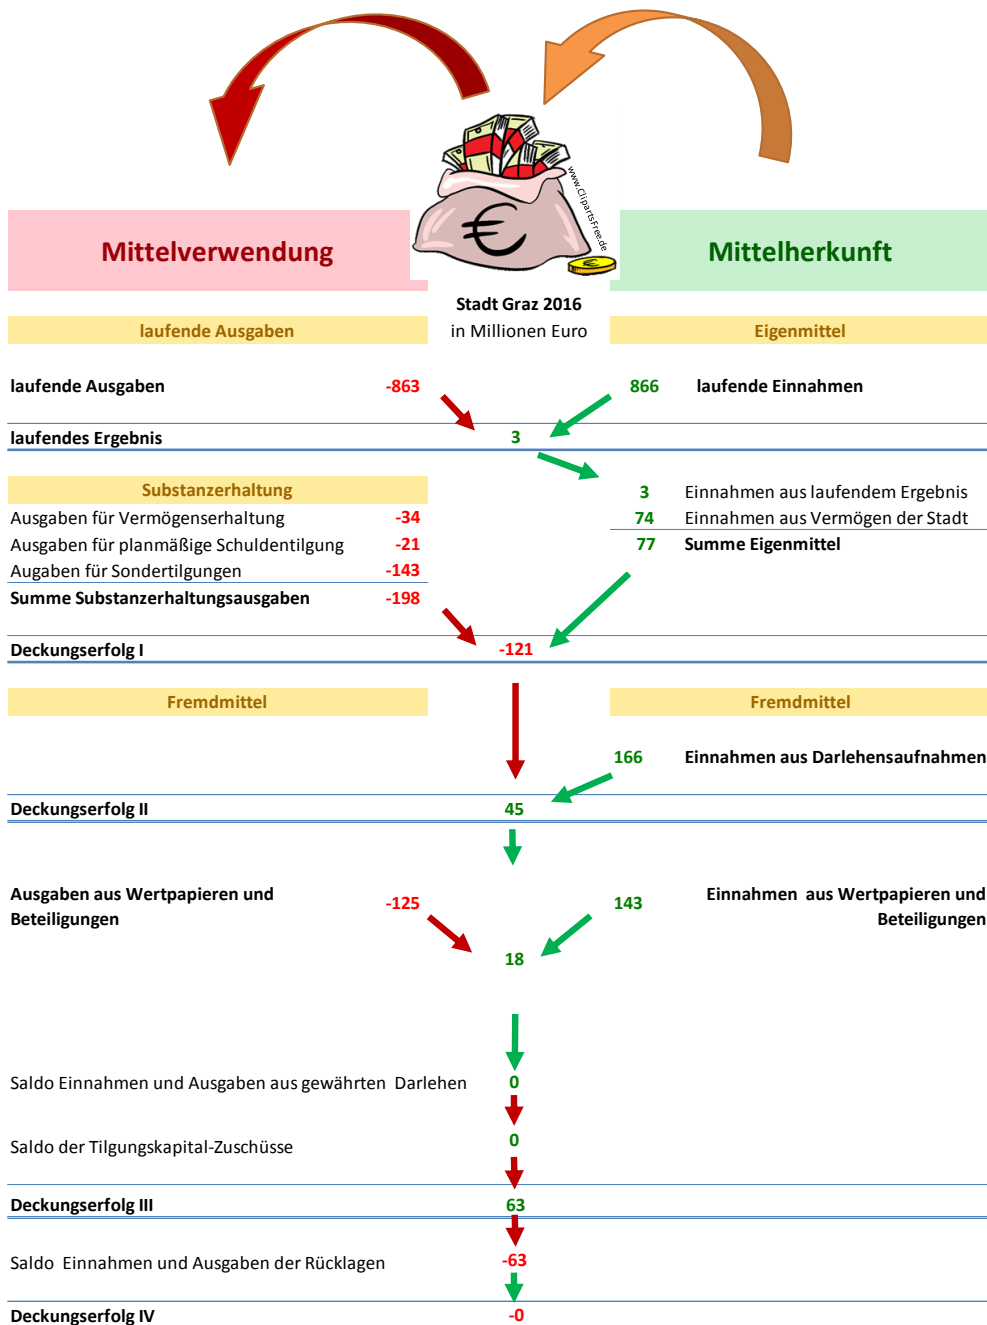 €
www.ClipartsFree.de
€
Mittelverwendung
Mittelherkunft
Stadt Graz 2016
in Millionen Euro
laufende Ausgaben
Eigenmittel
laufende Ausgaben -863 866 laufende Einnahmen
laufendes Ergebnis 3
Substanzerhaltung
3 Einnahmen aus laufendem Ergebnis
Ausgaben für Vermögenserhaltung -34
74 Einnahmen aus Vermögen der Stadt
Ausgaben für planmäßige Schuldentilgung -21
77 Summe Eigenmittel
Augaben für Sondertilgungen -143
Summe Substanzerhaltungsausgaben -198
Deckungserfolg I -121
Fremdmittel
Fremdmittel
166 Einnahmen aus Darlehensaufnahmen
Deckungserfolg II 45
Ausgaben aus Wertpapieren und
Beteiligungen
-125
143
Einnahmen aus Wertpapieren und
Beteiligungen
18
Saldo Einnahmen und Ausgaben aus gewährten Darlehen 0
Saldo der Tilgungskapital-Zuschüsse 0
Deckungserfolg III 63
Saldo Einnahmen und Ausgaben der Rücklagen -63
Deckungserfolg IV -0